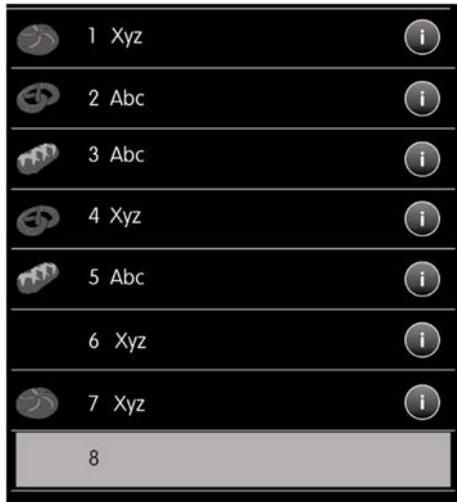 1 Xyz i
2 Abc i
3 Abc i
4 Xyz i
5 Abc i
6 Xyz i
7 Xyz i
8